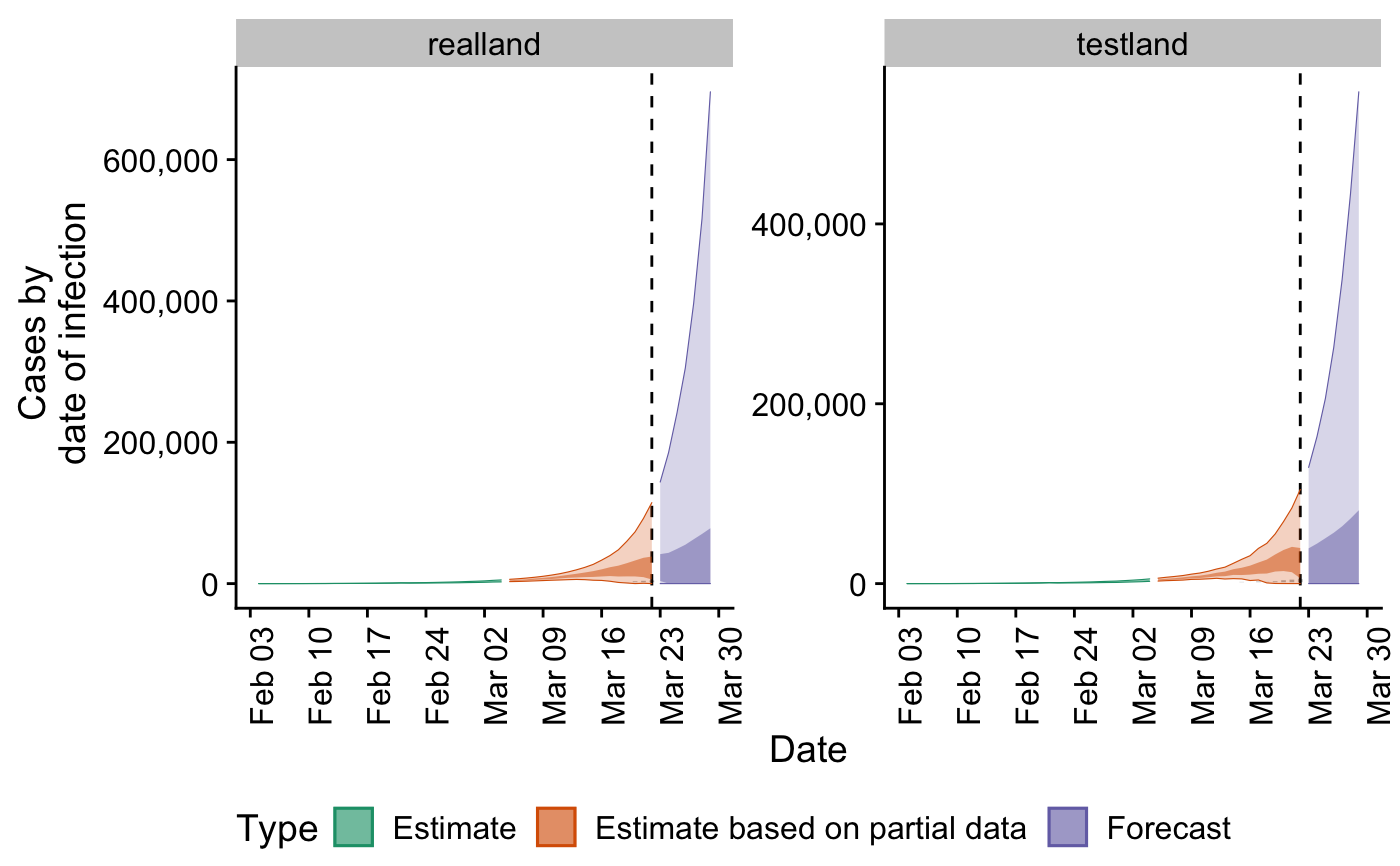 realland
testland
Cases by
date of infection
600,000
400,000
200,000
0
400,000
200,000
0
Feb 03
Feb 10
Feb 17
Feb 24
Mar 02
Mar 09
Mar 16
Mar 23
Mar 30
Feb 03
Feb 10
Feb 17
Feb 24
Mar 02
Mar 09
Mar 16
Mar 23
Mar 30
Date
Type Estimate Estimate based on partial data Forecast